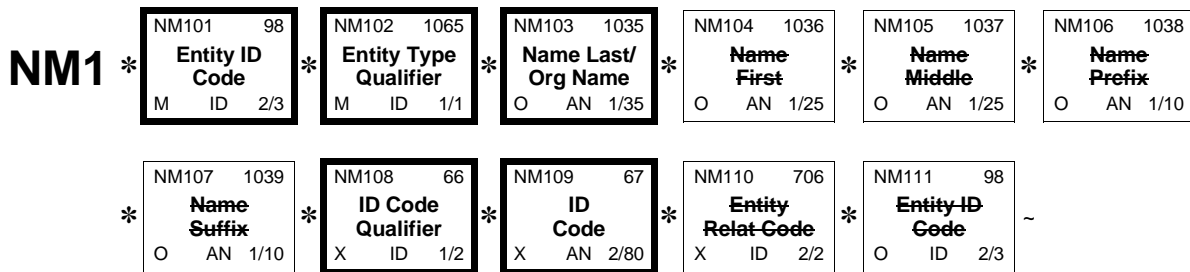 NM101 98 NM102 1065 NM103 1035 NM104 1036 NM105 1037 NM106 1038
NM1 * Entity ID Code * Entity Type Qualifier * Name Last/ Org Name * Name First * Name Middle * Name Prefix
M ID 2/3 M ID 1/1 O AN 1/35 O AN 1/25 O AN 1/25 O AN 1/10
NM107 1039 NM108 66 NM109 67 NM110 706 NM111 98
* Name Suffix * ID Code Qualifier * ID Code * Entity Relat Code * Entity ID Code ~
O AN 1/10 X ID 1/2 X AN 2/80 X ID 2/2 O ID 2/3